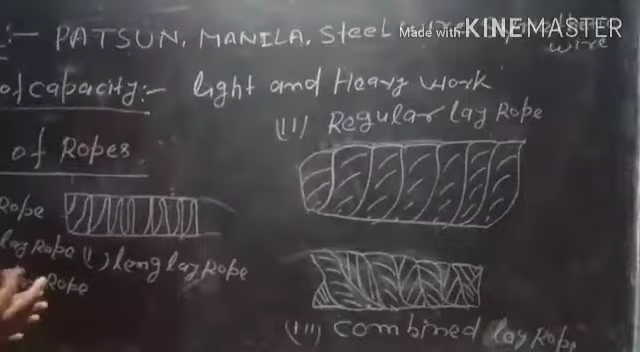 :- PATSUN, MANILA, Steel wire
wire
Made with KINEMASTER
of capacity:- light and Heavy work
(II) Regular lay Rope
of Ropes
Rope
lay Rope (I) leng lay Rope
Rope
(III) combined lay Rope